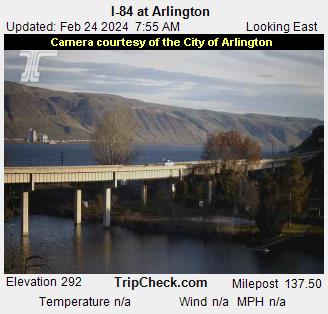 I-84 at Arlington
Updated: Feb 24 2024 7:55 AM Looking East
Camera courtesy of the City of Arlington
Elevation 292 TripCheck.com Milepost 137.50
Temperature n/a Wind n/a MPH n/a